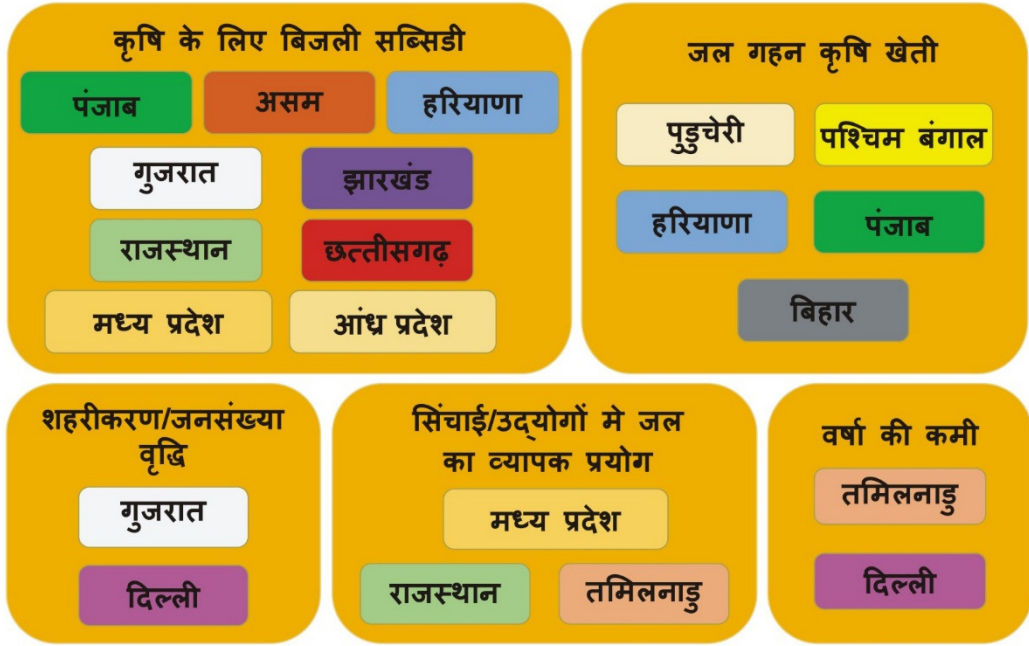 कृषि के लिए बिजली सब्सिडी
पंजाब
असम
हरियाणा
गुजरात
झारखंड
राजस्थान
छत्तीसगढ़
मध्य प्रदेश
आंध्र प्रदेश
जल गहन कृषि खेती
पुडुचेरी
पश्चिम बंगाल
हरियाणा
पंजाब
बिहार
शहरीकरण/जनसंख्या
वृद्धि
गुजरात
दिल्ली
सिंचाई/उद्योगों मे जल
का व्यापक प्रयोग
मध्य प्रदेश
राजस्थान
तमिलनाडु
वर्षा की कमी
तमिलनाडु
दिल्ली